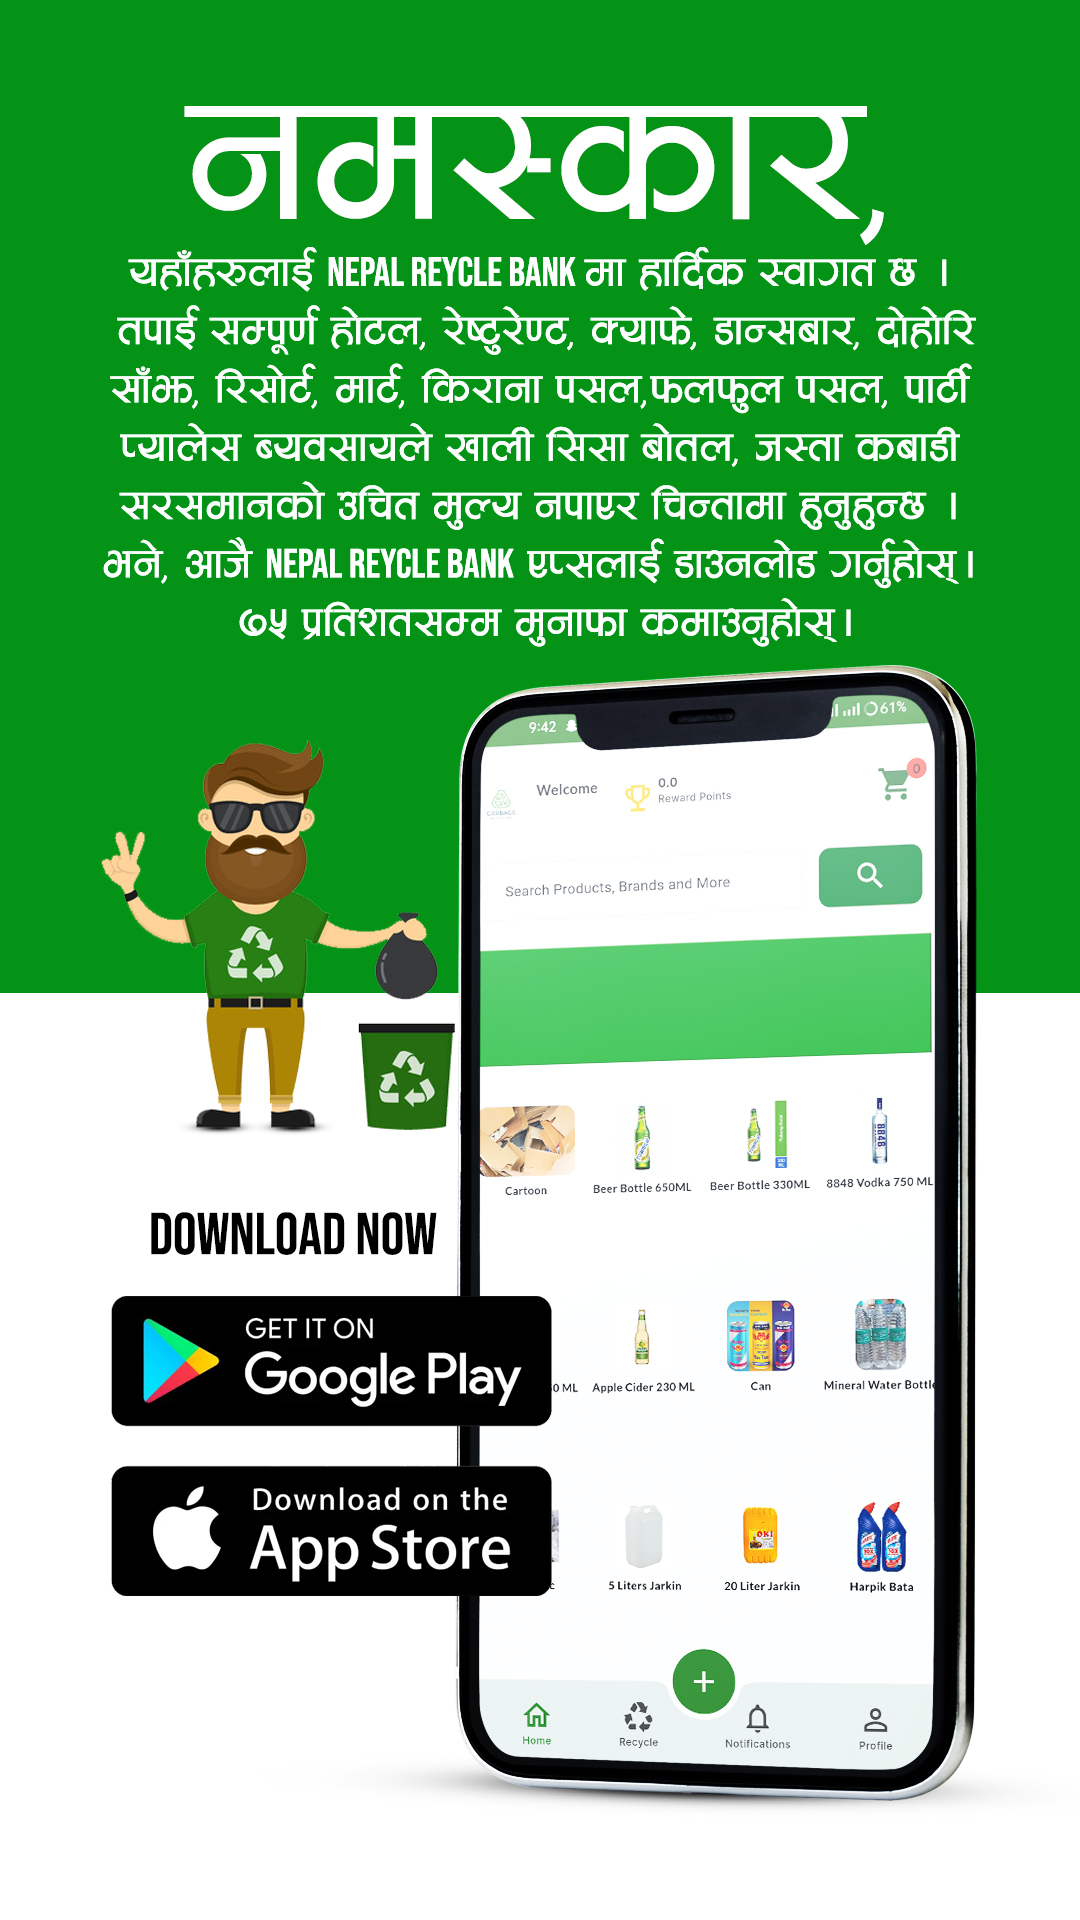 नमस्कार,
यहाँहरुलाई NEPAL REYCLE BANK मा हार्दिक स्वागत छ ।
तपाई सम्पूर्ण होटल, रेष्टुरेण्ट, क्याफे, डान्सबार, दोहोरि
साँझ, रिसोर्ट, मार्ट, किराना पसल,फलफुल पसल, पार्टी
प्यालेस ब्यवसायले खाली सिसा बोतल, जस्ता कबाडी
सरसमानको उचित मुल्य नपाएर चिन्तामा हुनुहुन्छ ।
भने, आजै NEPAL REYCLE BANK एप्सलाई डाउनलोड गर्नुहोस्।
७५ प्रतिशतसम्म मुनाफा कमाउनुहोस्।
9:42 61%
Welcome 0.0 0
Reward Points
Search Products, Brands and More
Cartoon Beer Bottle 650ML Beer Bottle 330ML 8848 Vodka 750 ML
DOWNLOAD NOW
GET IT ON
Google Play
0 ML Apple Cider 230 ML Can Mineral Water Bottle
Download on the
App Store
5 Liters Jarkin 20 Liter Jarkin Harpik Bata
Home Recycle Notifications Profile